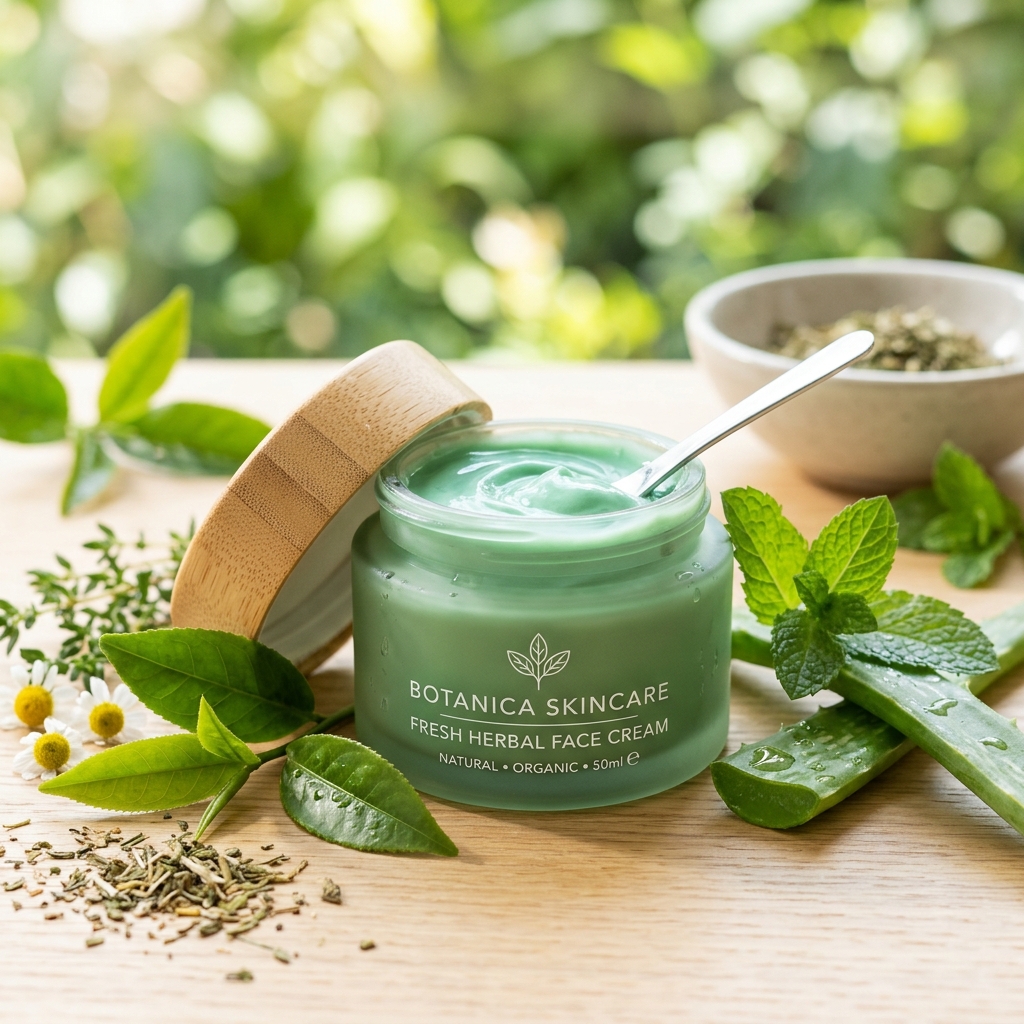 BOTANICA SKINCARE
FRESH HERBAL FACE CREAM
NATURAL • ORGANIC • 50ml ℮